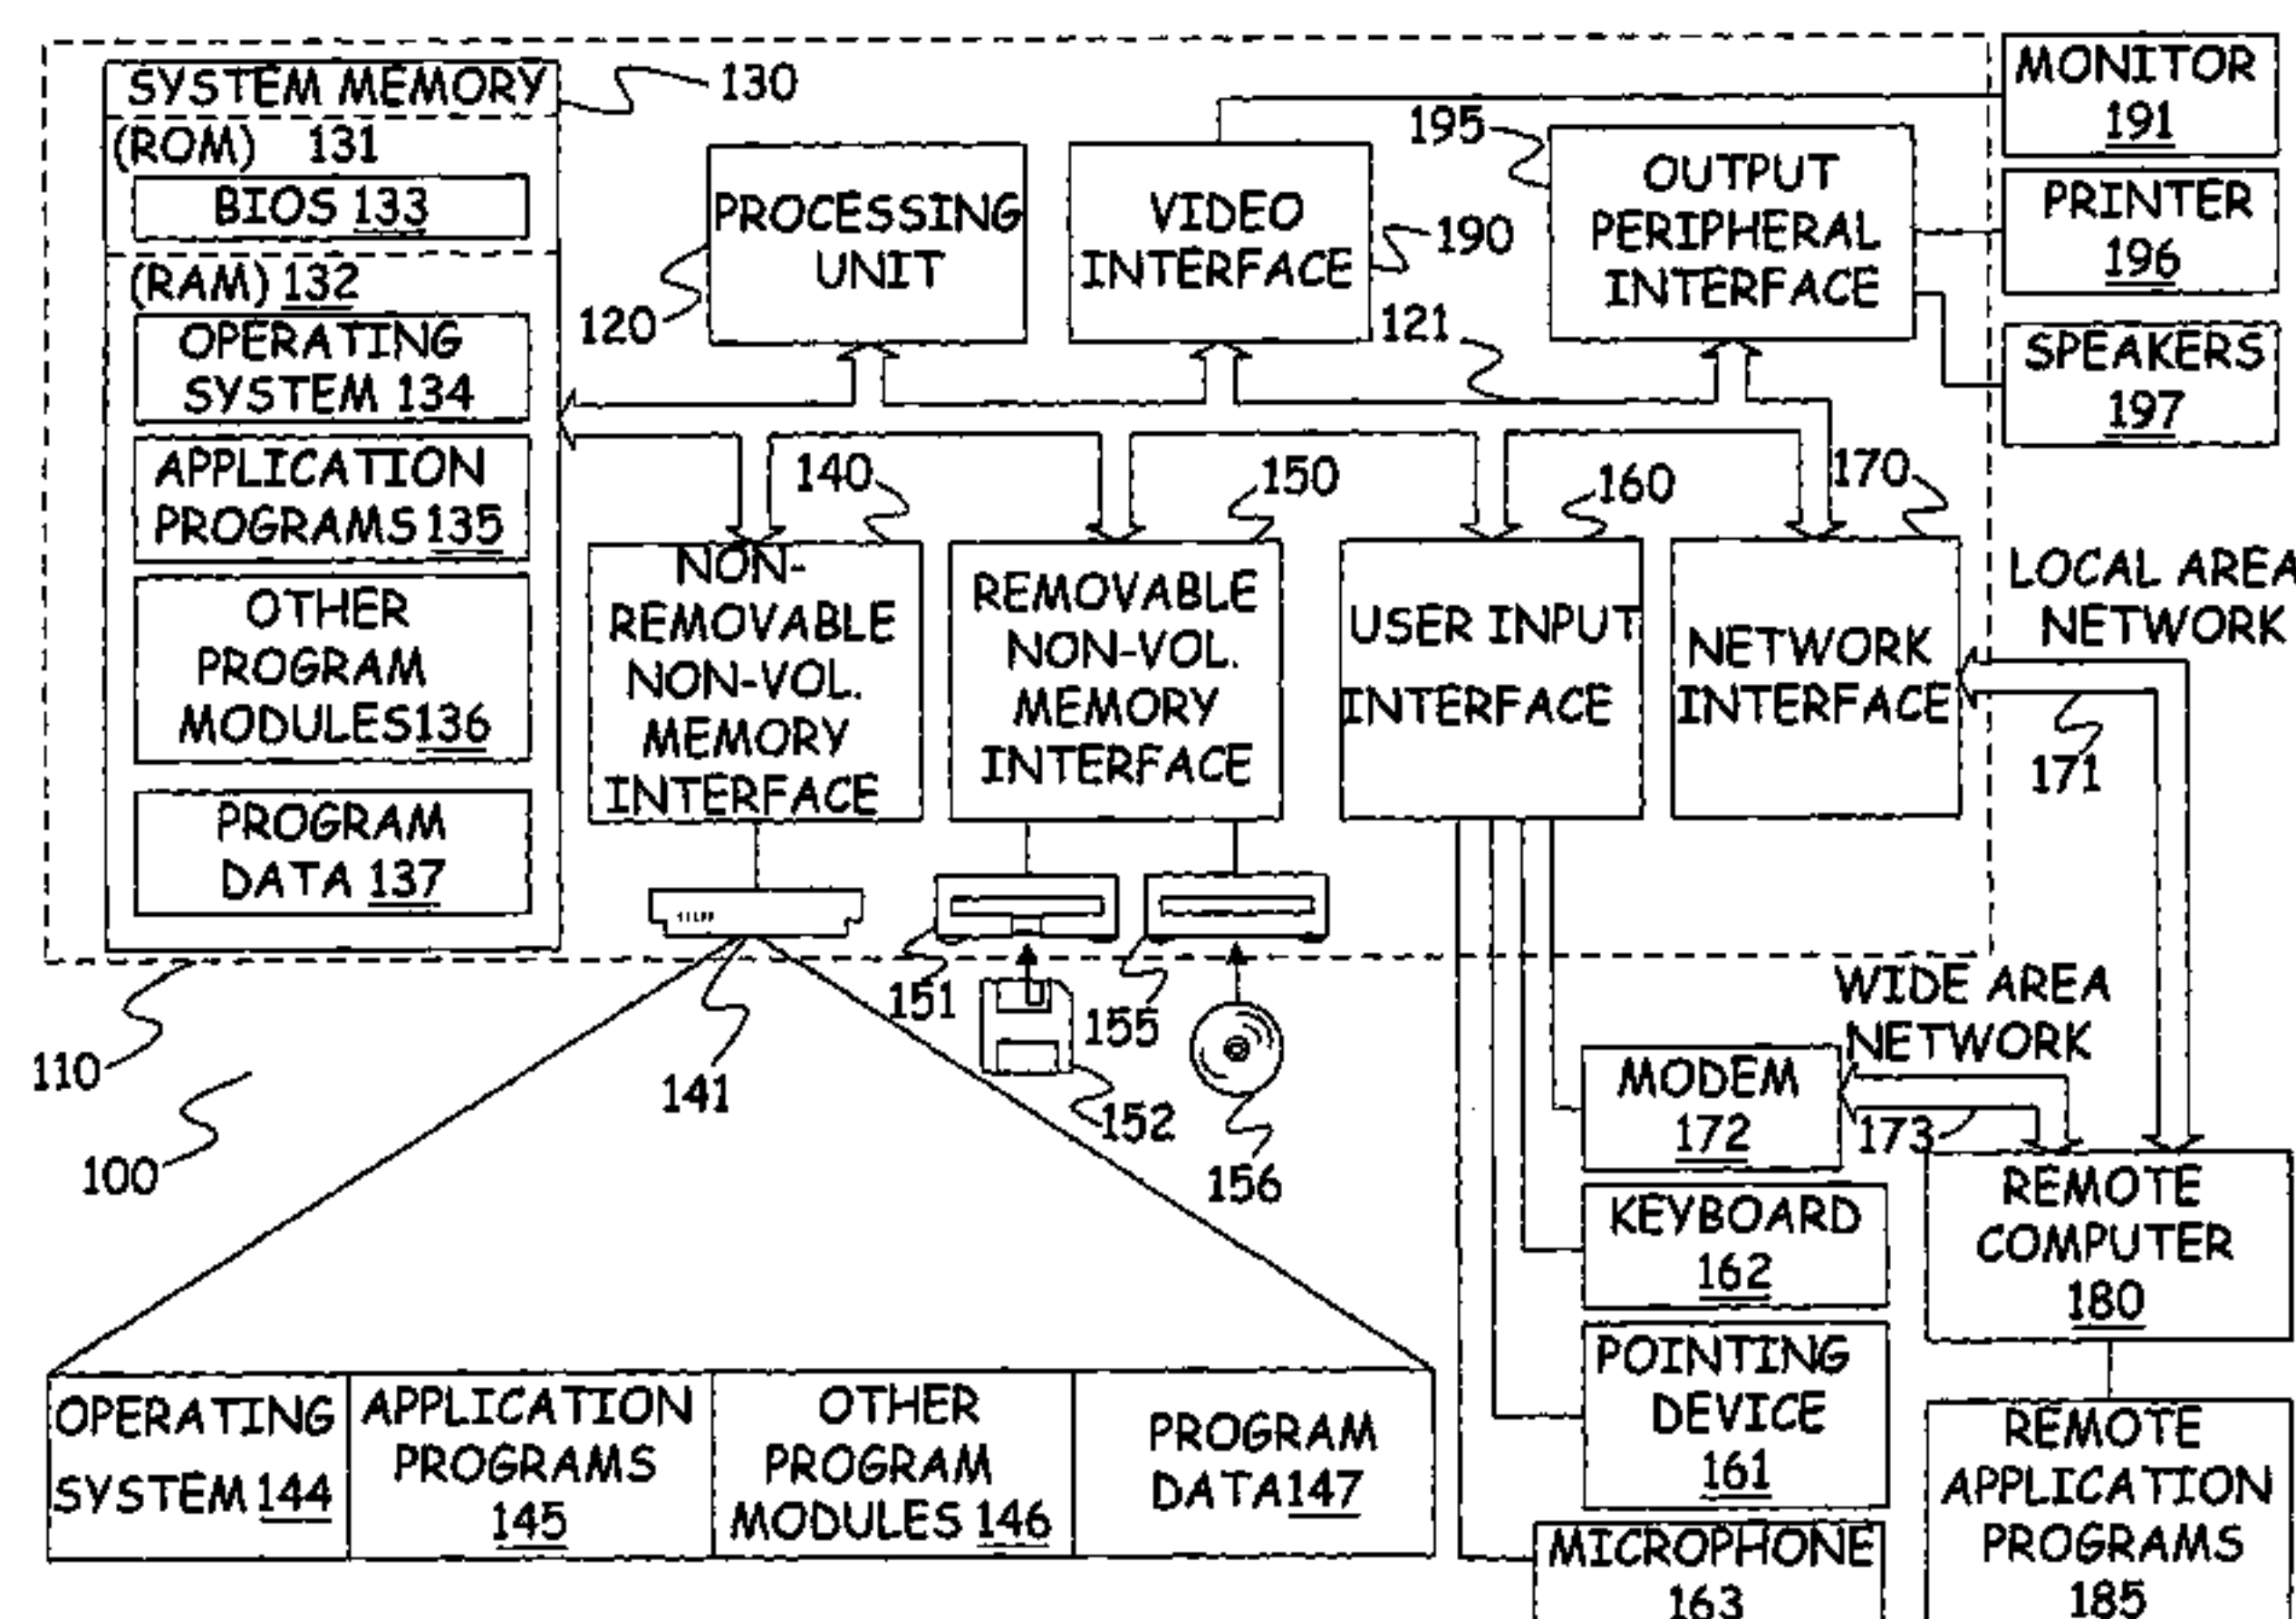 SYSTEM MEMORY
130
(ROM) 131
BIOS 133
(RAM) 132
OPERATING
SYSTEM 134
APPLICATION
PROGRAMS 135
OTHER
PROGRAM
MODULES 136
PROGRAM
DATA 137
PROCESSING
UNIT
120
VIDEO
INTERFACE
190
195
OUTPUT
PERIPHERAL
INTERFACE
121
MONITOR
191
PRINTER
196
SPEAKERS
197
140
NON-
REMOVABLE
NON-VOL.
MEMORY
INTERFACE
150
REMOVABLE
NON-VOL.
MEMORY
INTERFACE
160
USER INPUT
INTERFACE
170
NETWORK
INTERFACE
LOCAL AREA
NETWORK
171
151
155
110
100
141
152
156
WIDE AREA
NETWORK
173
MODEM
172
KEYBOARD
162
POINTING
DEVICE
161
MICROPHONE
163
REMOTE
COMPUTER
180
REMOTE
APPLICATION
PROGRAMS
185
OPERATING
SYSTEM 144
APPLICATION
PROGRAMS
145
OTHER
PROGRAM
MODULES 146
PROGRAM
DATA 147